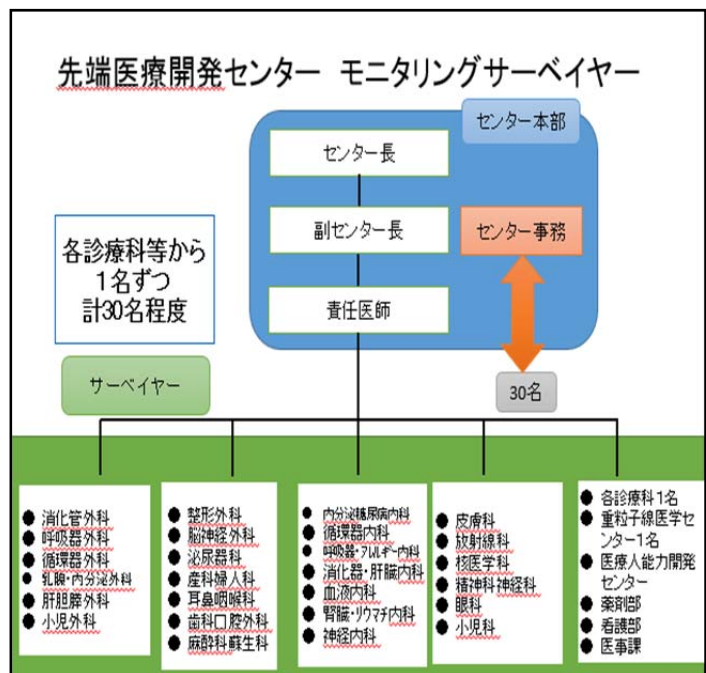 先端医療開発センター モニタリングサーベイヤー
センター本部
センター長
副センター長
センター事務
責任医師
各診療科等から
１名ずつ
計30名程度
サーベイヤー
30名
● 消化管外科
● 呼吸器外科
● 循環器外科
● 乳腺・内分泌外科
● 肝胆膵外科
● 小児外科
● 整形外科
● 脳神経外科
● 泌尿器科
● 産科婦人科
● 耳鼻咽喉科
● 歯科口腔外科
● 麻酔科蘇生科
● 内分泌糖尿病内科
● 循環器内科
● 呼吸器・アレルギー内科
● 消化器・肝臓内科
● 血液内科
● 腎臓・リウマチ内科
● 神経内科
● 皮膚科
● 放射線科
● 核医学科
● 精神科神経科
● 眼科
● 小児科
● 各診療科１名
● 重粒子線医学セ
ンター1名
● 医療人能力開発
センター
● 薬剤部
● 看護部
● 医事課